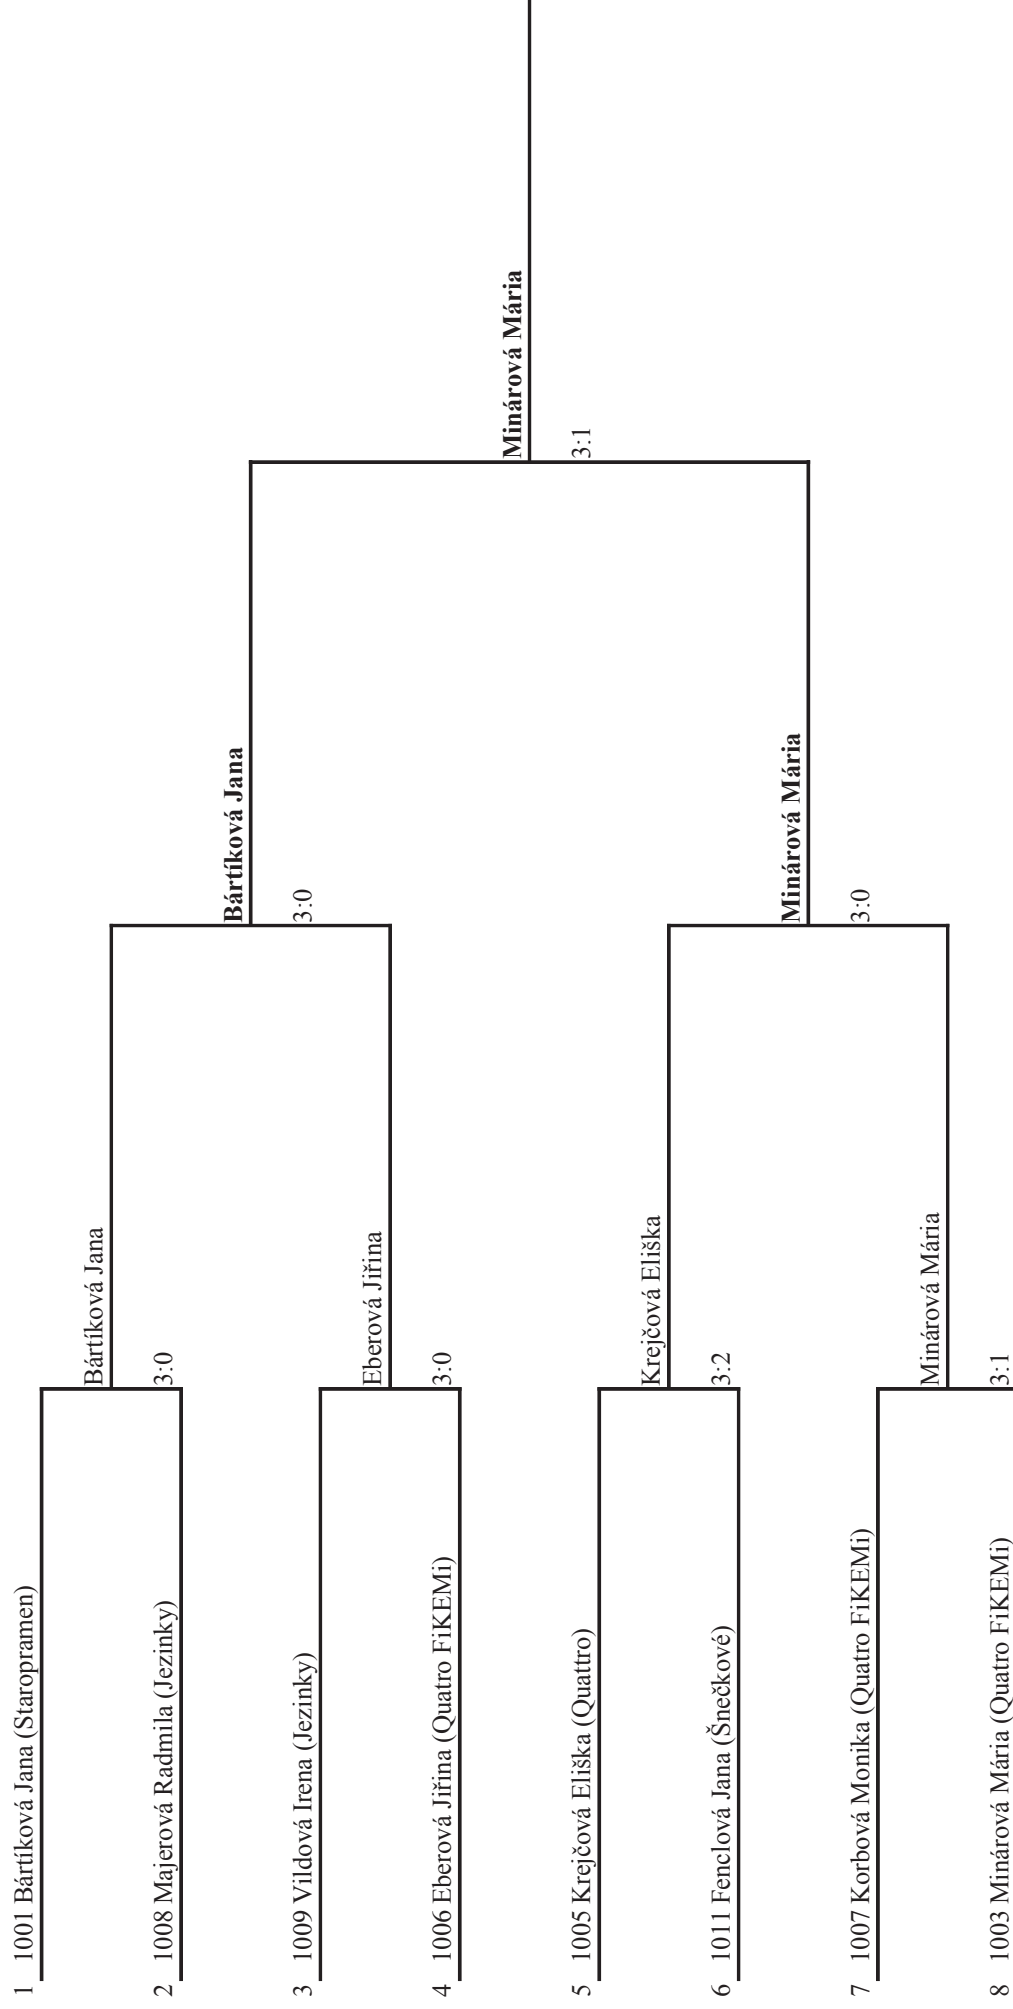 1 1001 Bártíková Jana (Staropramen)
Bártíková Jana
2 1008 Majerová Radmila (Jezinky)
3:0
Bártíková Jana
3 1009 Vildová Irena (Jezinky)
3:0
Eberová Jiřina
4 1006 Eberová Jiřina (Quatro FiKEMi)
3:0
Minárová Mária
5 1005 Krejčová Eliška (Quattro)
3:1
Krejčová Eliška
6 1011 Fenclová Jana (Šnečkové)
3:2
Minárová Mária
7 1007 Korbová Monika (Quatro FiKEMi)
3:0
Minárová Mária
8 1003 Minárová Mária (Quatro FiKEMi)
3:1